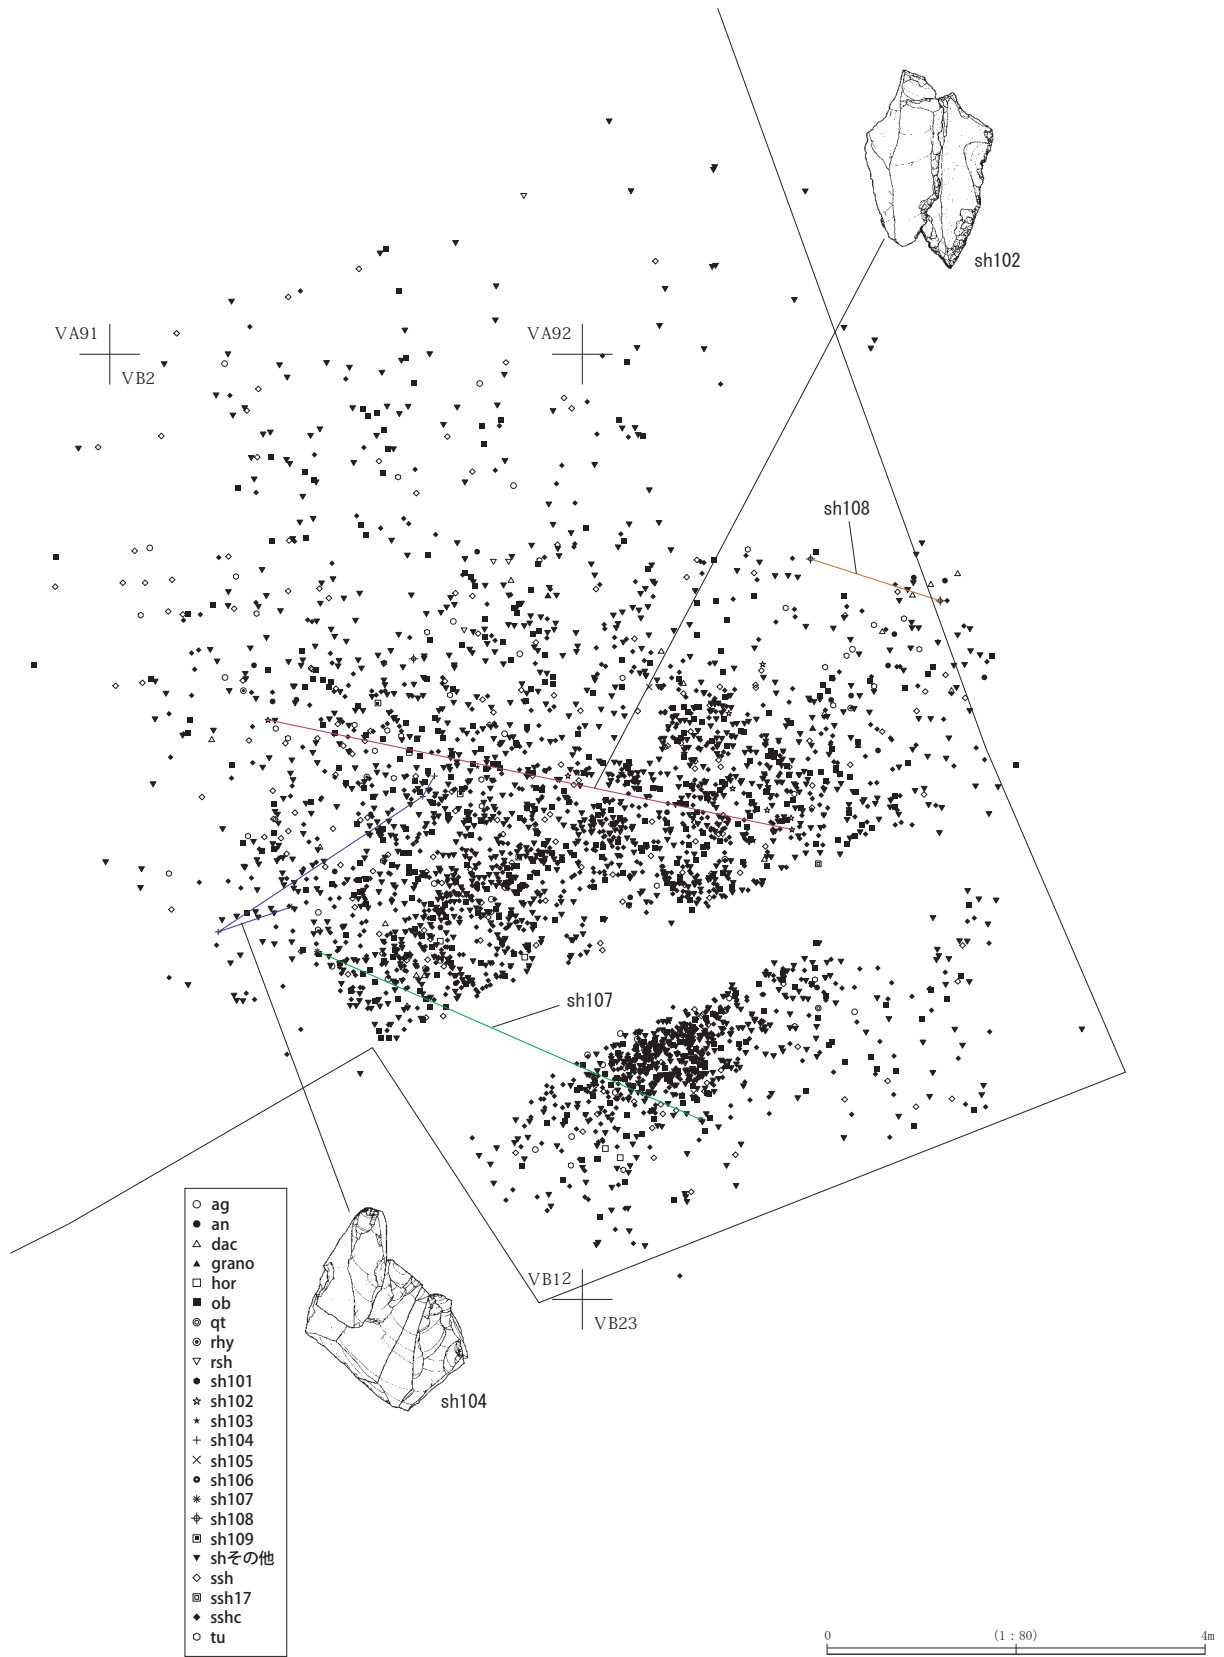 sh102
VA91
VA92
VB2
sh108
sh107
VB12
VB23
sh104
ag
an
dac
grano
hor
ob
qt
rhy
rsh
sh101
sh102
sh103
sh104
sh105
sh106
sh107
sh108
sh109
shその他
ssh
ssh17
sshc
tu
0 (1：80) 4m